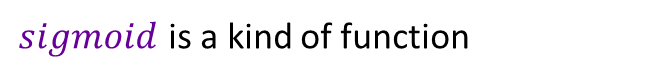 sigmoid is a kind of function